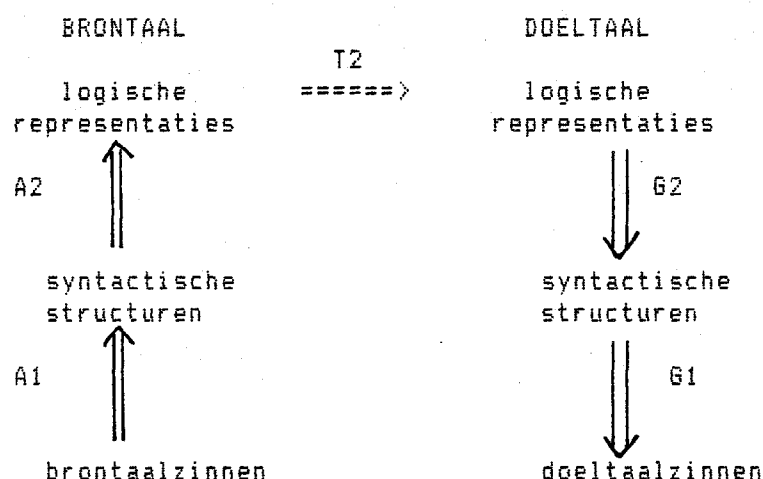 BRONTAAL DOELTAAL
T2
logische ======> logische
representaties representaties
A2 G2
syntactische syntactische
structuren structuren
A1 G1
brontaalzinnen doeltaalzinnen